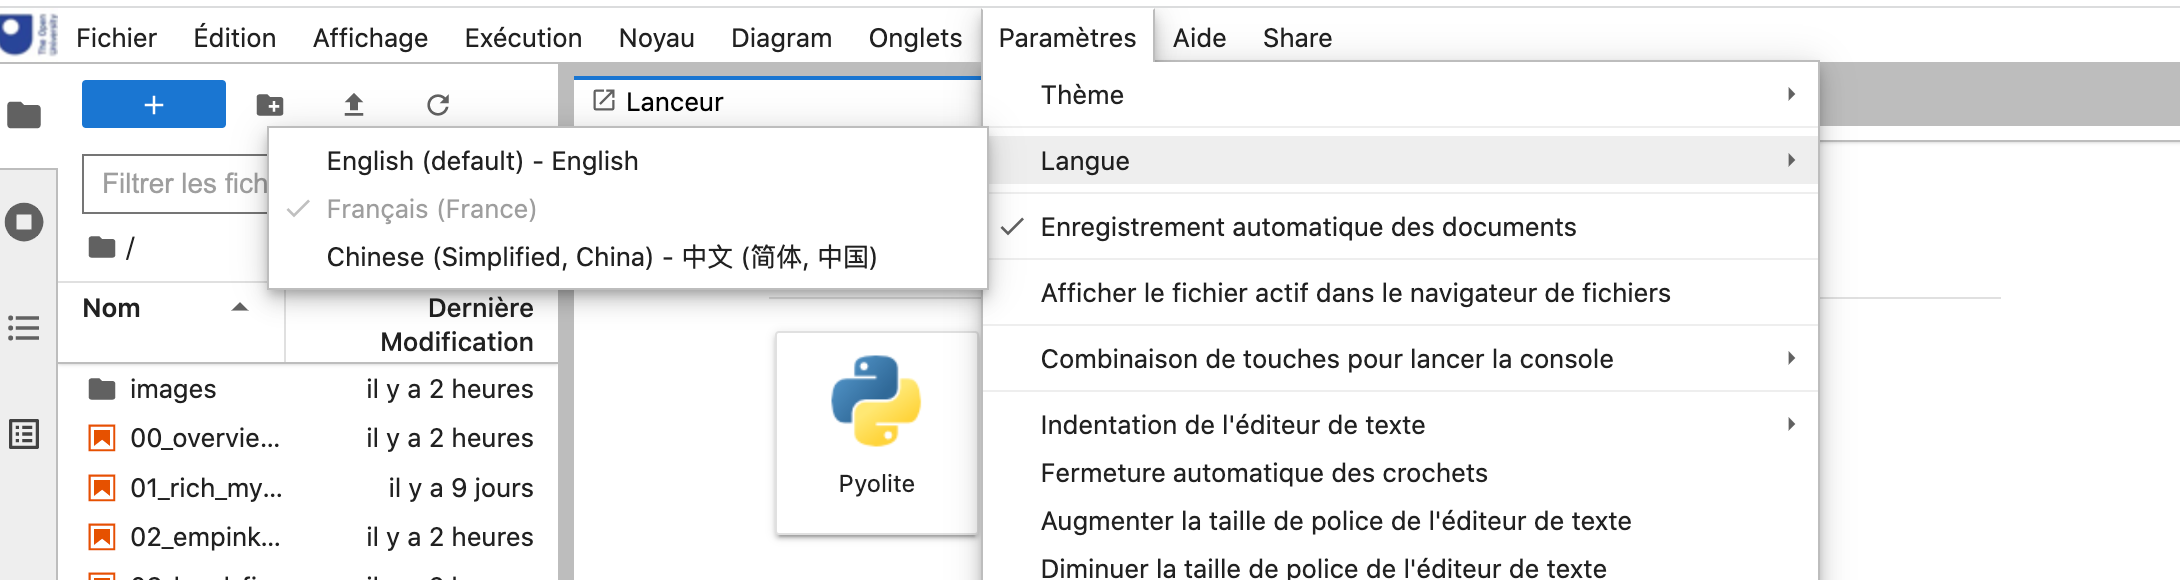 The Open
University
Fichier Édition Affichage Exécution Noyau Diagram Onglets Paramètres Aide Share
+
Lanceur
Thème
English (default) - English
Langue
Filtrer les fich
Français (France)
Enregistrement automatique des documents
/
Chinese (Simplified, China) - 中文 (简体, 中国)
Afficher le fichier actif dans le navigateur de fichiers
Nom
Dernière
Modification
Combinaison de touches pour lancer la console
images il y a 2 heures
Indentation de l'éditeur de texte
00_overvie... il y a 2 heures
Fermeture automatique des crochets
01_rich_my... il y a 9 jours
Pyolite
Augmenter la taille de police de l'éditeur de texte
02_empink... il y a 2 heures
Diminuer la taille de police de l'éditeur de texte